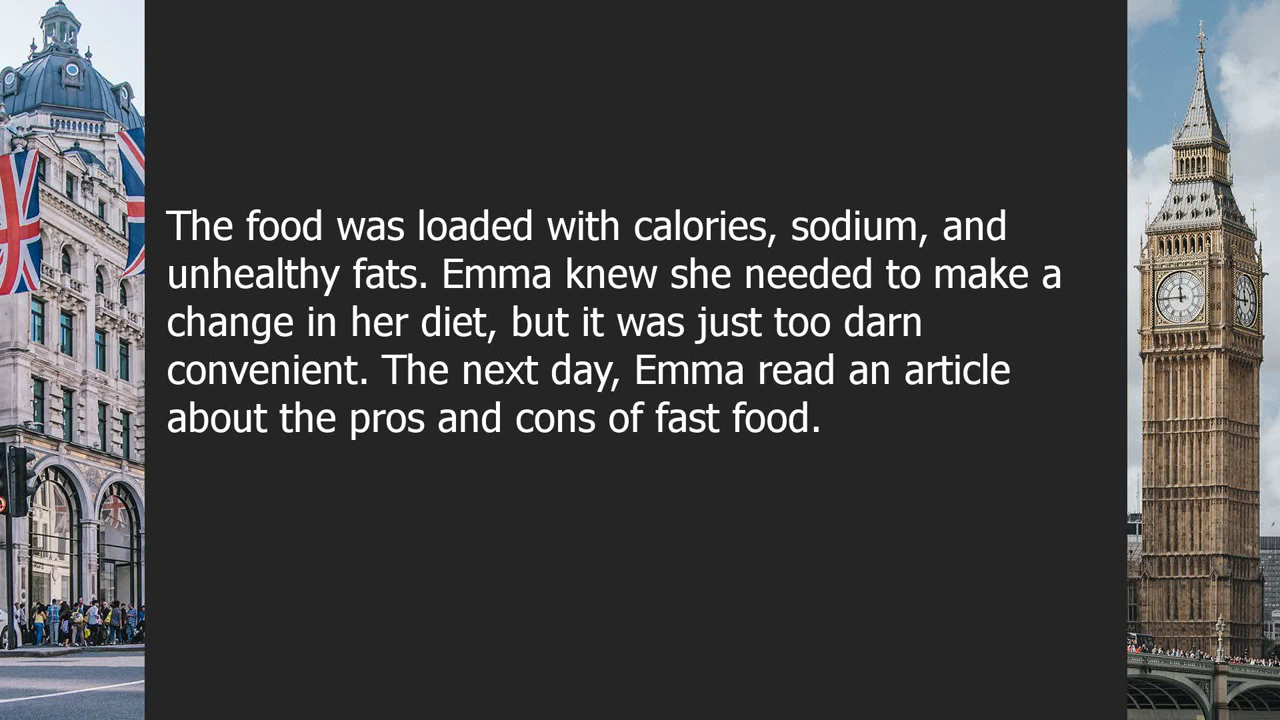 The food was loaded with calories, sodium, and
unhealthy fats. Emma knew she needed to make a
change in her diet, but it was just too darn
convenient. The next day, Emma read an article
about the pros and cons of fast food.